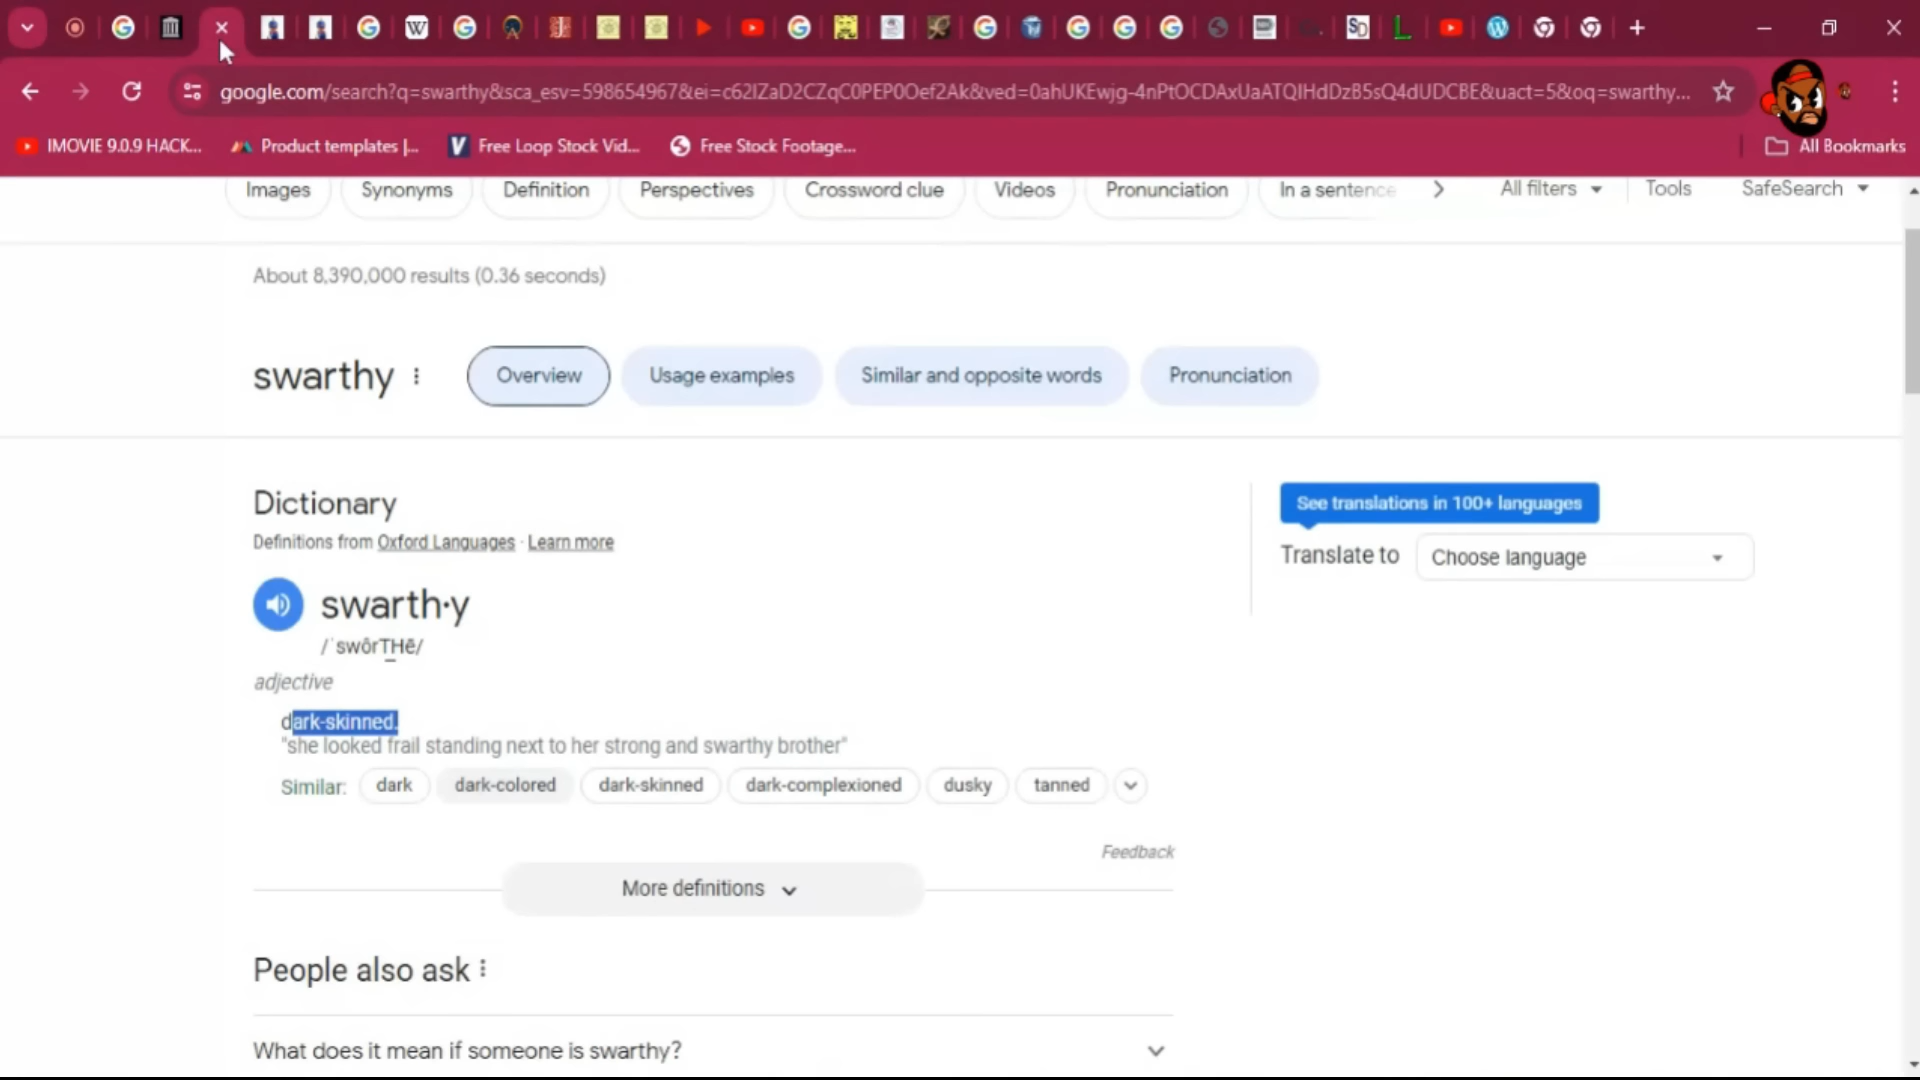 google.com/search?q=swarthy&sca_esv=598654967&ei=c62IZaD2CZqC0PEP0Oef2Ak&ved=0ahUKEwjg-4nPtOCDAxUaATQIHdDzB5sQ4dUDCBE&uact=5&oq=swarthy...
IMOVIE 9.0.9 HACK... Product templates |... Free Loop Stock Vid... Free Stock Footage... All Bookmarks
Images Synonyms Definition Perspectives Crossword clue Videos Pronunciation In a sentence All filters Tools SafeSearch
About 8,390,000 results (0.36 seconds)
swarthy Overview Usage examples Similar and opposite words Pronunciation
Dictionary
Definitions from Oxford Languages · Learn more
See translations in 100+ languages
Translate to Choose language
swarth·y
/ˈswôrT͟Hē/
adjective
dark-skinned.
"she looked frail standing next to her strong and swarthy brother"
Similar: dark dark-colored dark-skinned dark-complexioned dusky tanned
Feedback
More definitions
People also ask
What does it mean if someone is swarthy?